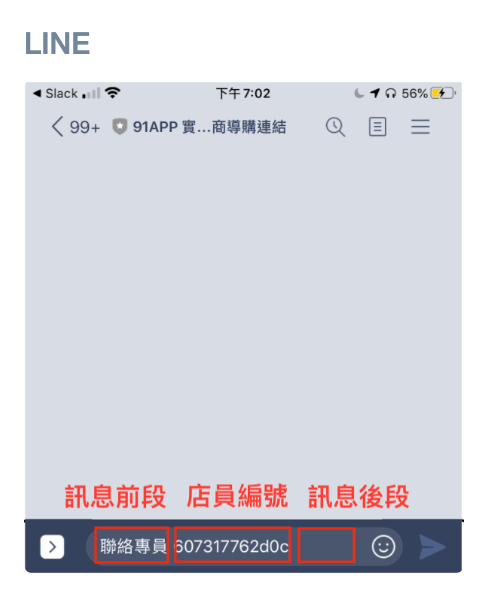 LINE
◀ Slack 下午 7:02 56%
99+ 91APP 實...商導購連結
訊息前段 店員編號 訊息後段
聯絡專員 607317762d0c